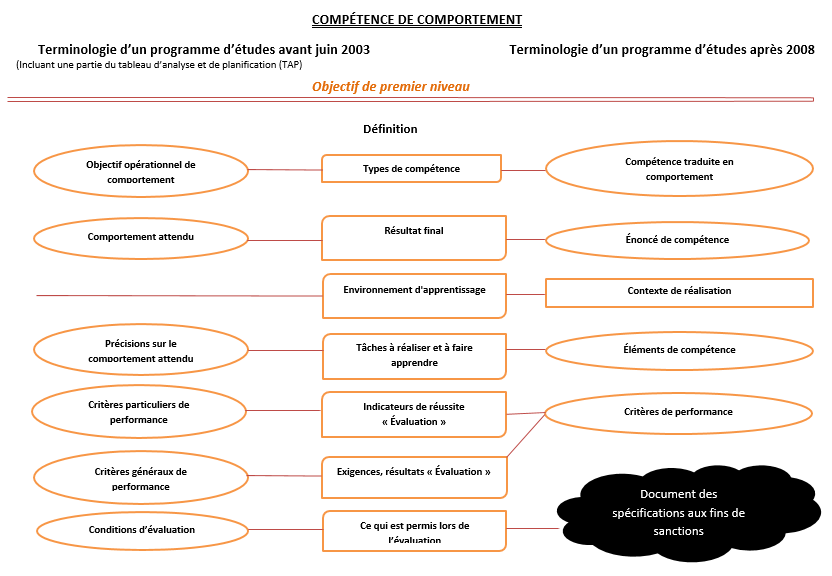 COMPÉTENCE DE COMPORTEMENT
Terminologie d'un programme d'études avant juin 2003
Terminologie d'un programme d'études après 2008
(Incluant une partie du tableau d'analyse et de planification (TAP)
Objectif de premier niveau
Définition
Objectif opérationnel de
comportement
Types de compétence
Compétence traduite en
comportement
Comportement attendu
Résultat final
Énoncé de compétence
Environnement d'apprentissage
Contexte de réalisation
Précisions sur le
comportement attendu
Tâches à réaliser et à faire
apprendre
Éléments de compétence
Critères particuliers de
performance
Indicateurs de réussite
« Évaluation »
Critères de performance
Critères généraux de
performance
Exigences, résultats « Évaluation »
Document des
spécifications aux fins de
sanctions
Conditions d'évaluation
Ce qui est permis lors de
l'évaluation